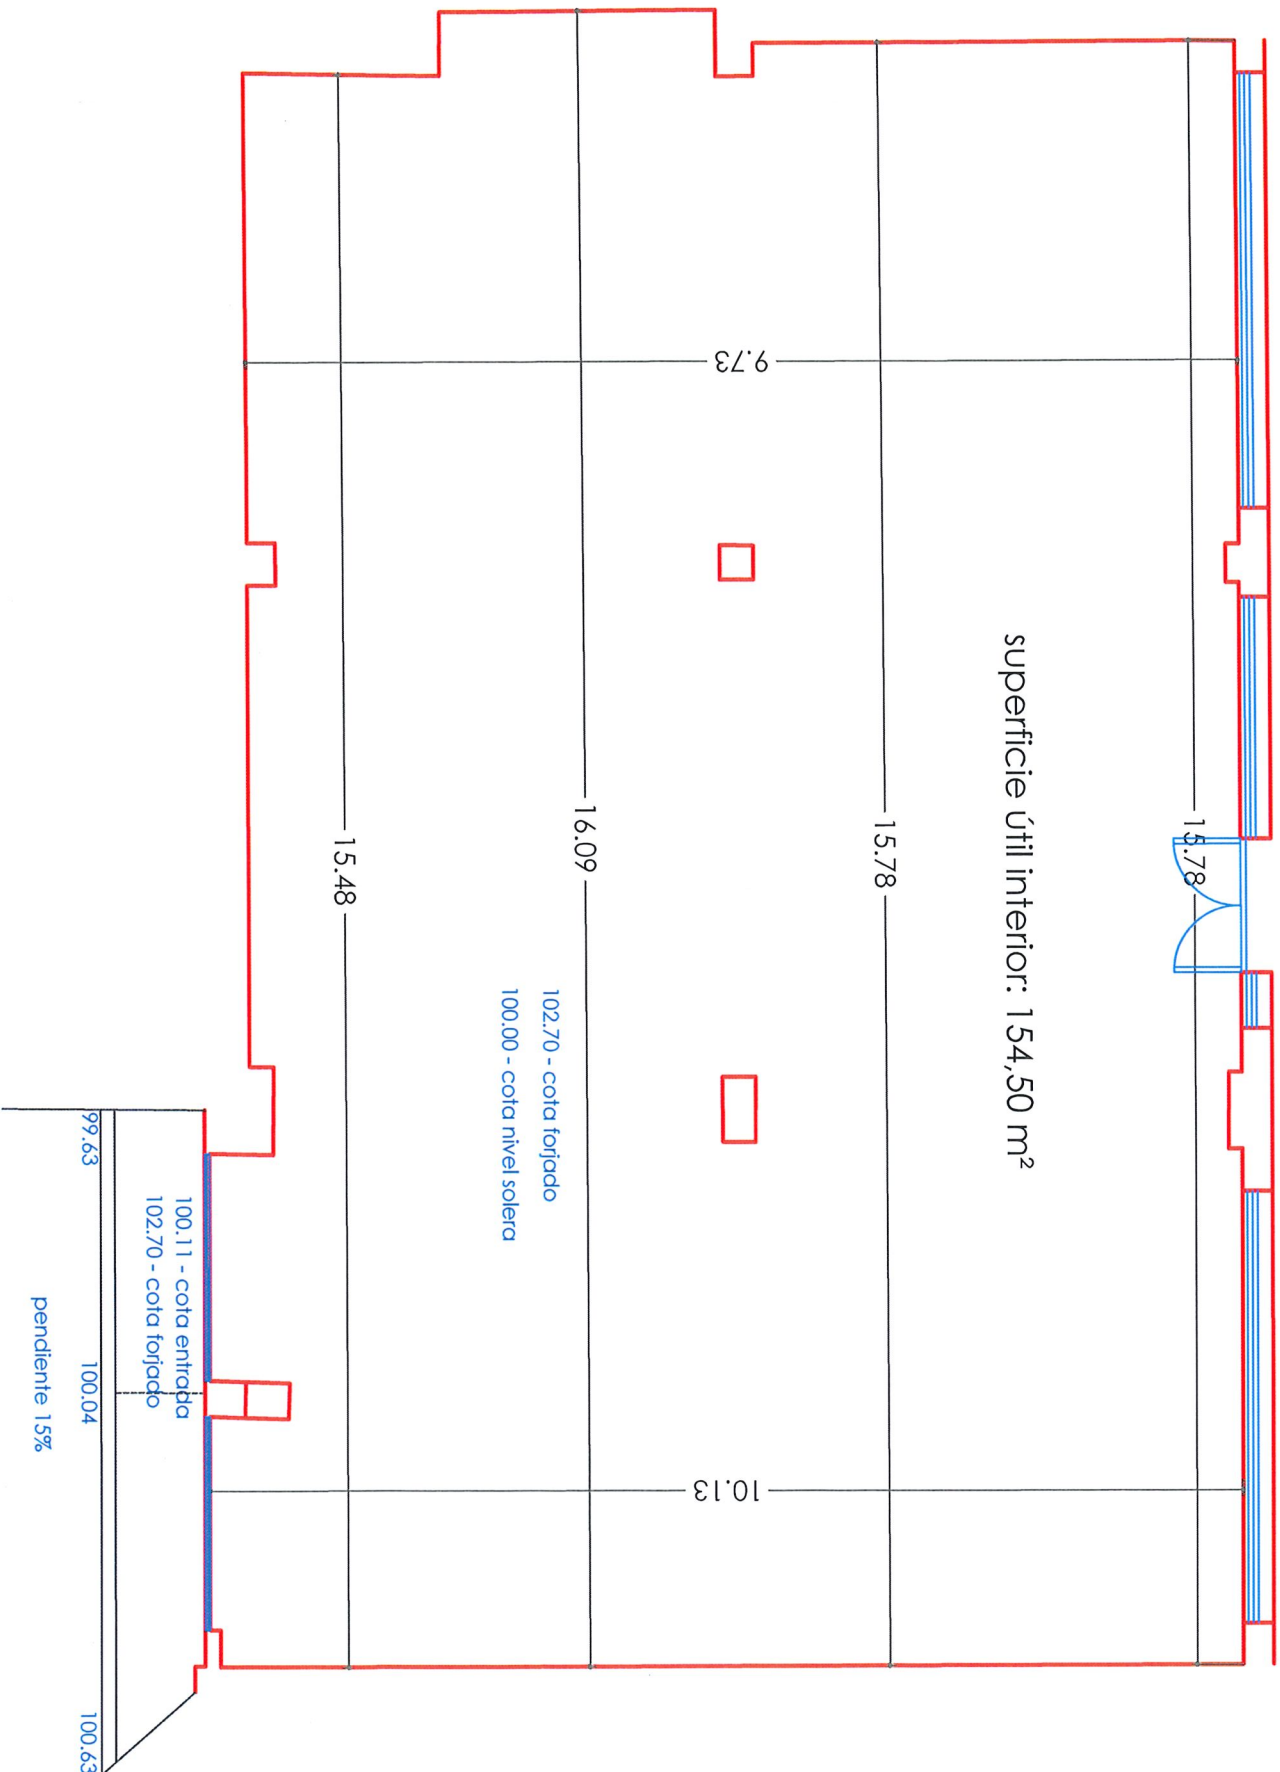 superficie útil interior: 154,50 m²
15.78
15.78
16.09
15.48
9.73
10.13
102.70 - cota forjado
100.00 - cota nivel solera
100.11 - cota entrada
102.70 - cota forjado
99.63
100.04
100.63
pendiente 15%